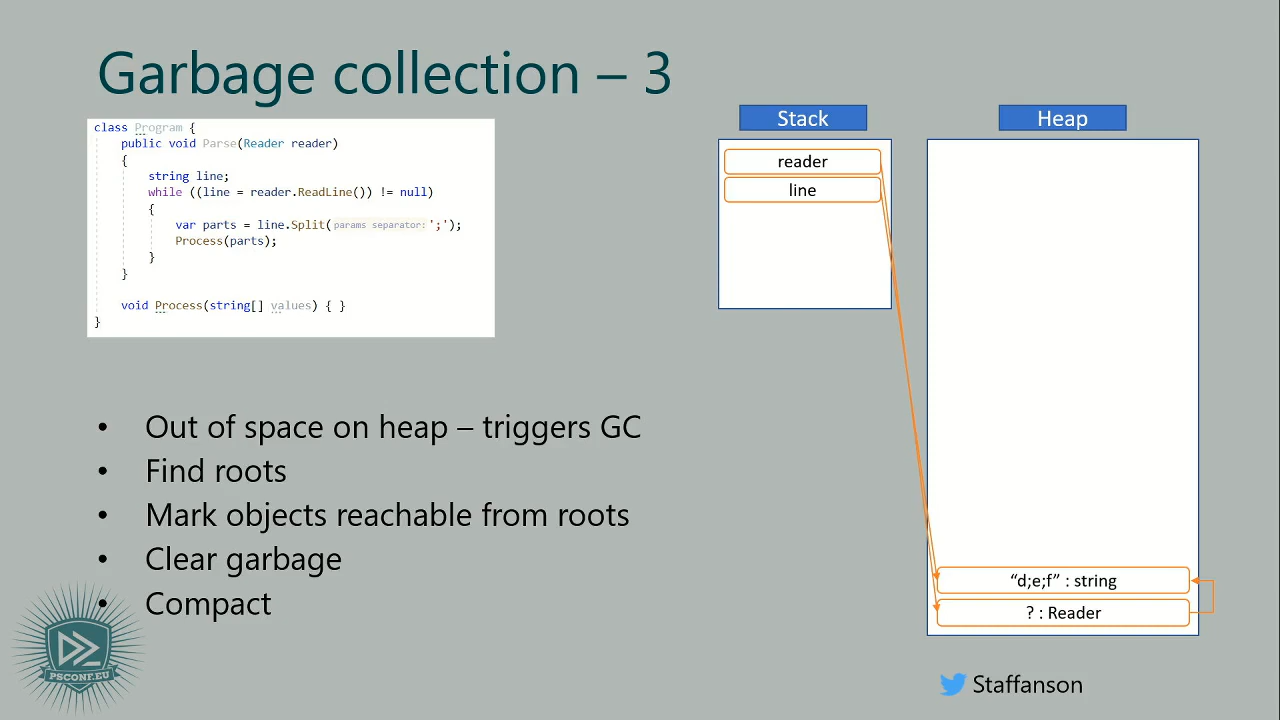 Garbage collection – 3
class Program {
public void Parse(Reader reader)
{
string line;
while ((line = reader.ReadLine()) != null)
{
var parts = line.Split(params separator: ';');
Process(parts);
}
}
void Process(string[] values) { }
}
• Out of space on heap – triggers GC
• Find roots
• Mark objects reachable from roots
• Clear garbage
• Compact
Stack
reader
line
Heap
“d;e;f” : string
? : Reader
PSCONF.EU
Staffanson